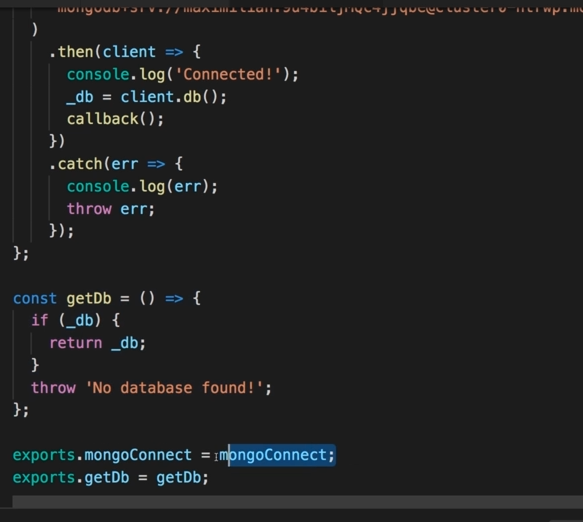 )
.then(client => {
console.log('Connected!');
_db = client.db();
callback();
})
.catch(err => {
console.log(err);
throw err;
});
};
const getDb = () => {
if (_db) {
return _db;
}
throw 'No database found!';
};
exports.mongoConnect = mongoConnect;
exports.getDb = getDb;